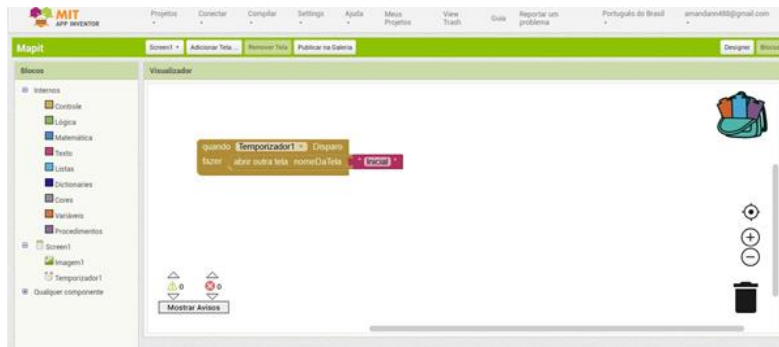 MIT
APP INVENTOR
Projetos
Conectar
Compilar
Settings
Ajuda
Meus
Projetos
View
Trash
Guia
Reportar um
problema
Português do Brasil
amandann488@gmail.com
Mapit
Screen1
Adicionar Tela ...
Remover Tela
Publicar na Galeria
Designer
Blocos
Blocos
Visualizador
Internos
Controle
Lógica
Matemática
Texto
Listas
Dictionaries
Cores
Variáveis
Procedimentos
Screen1
Imagem1
Temporizador1
Qualquer componente
quando Temporizador1 Disparo
fazer abrir outra tela nomeDaTela " Inicial "
0 0
Mostrar Avisos